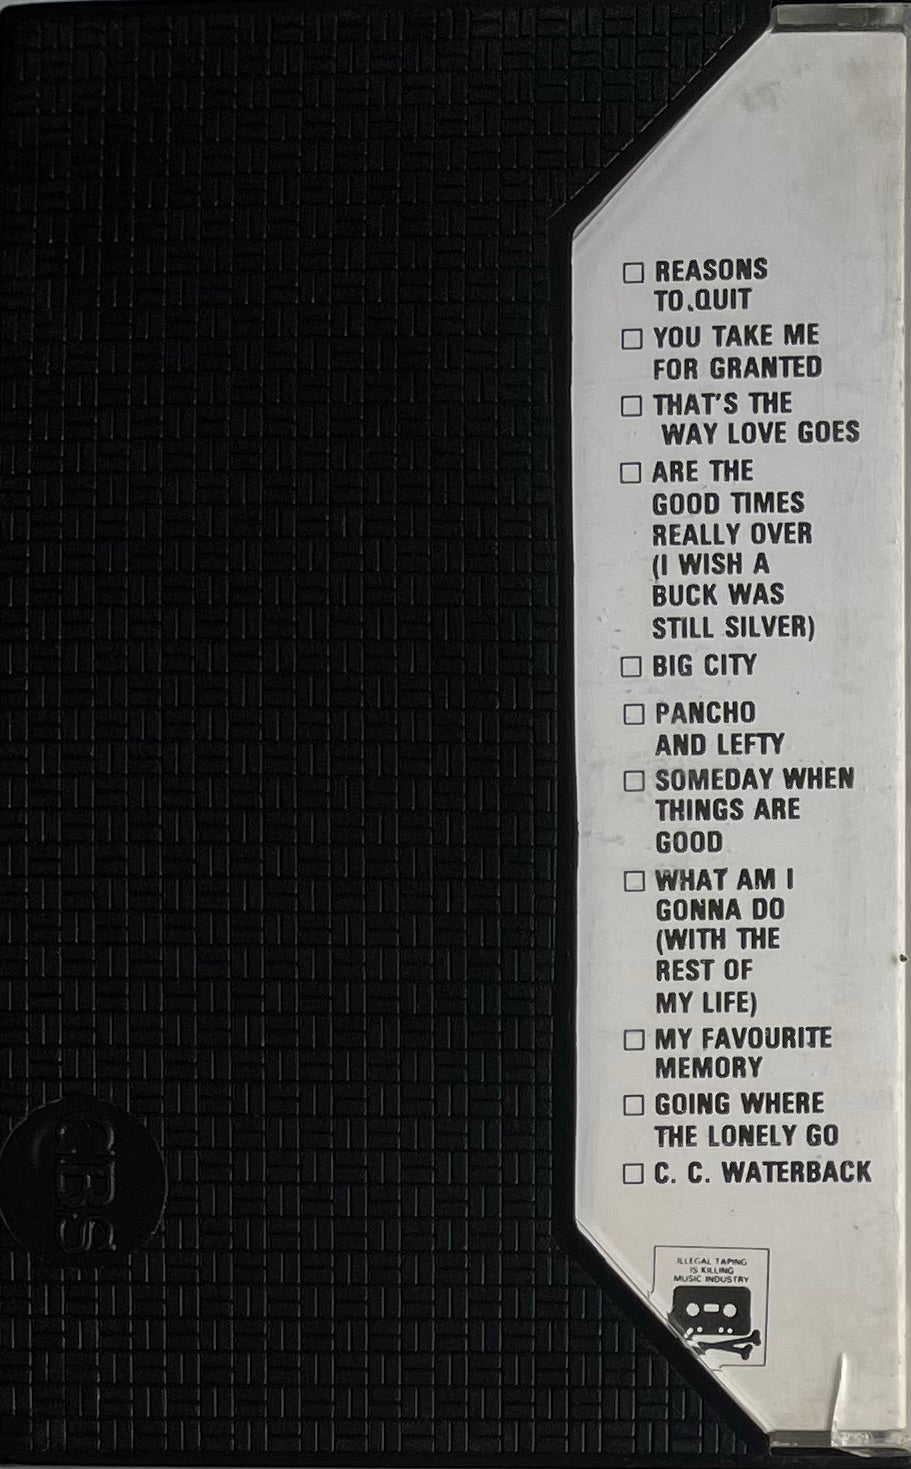 ☐ REASONS
TO.QUIT
☐ YOU TAKE ME
FOR GRANTED
☐ THAT'S THE
WAY LOVE GOES
☐ ARE THE
GOOD TIMES
REALLY OVER
(I WISH A
BUCK WAS
STILL SILVER)
☐ BIG CITY
☐ PANCHO
AND LEFTY
☐ SOMEDAY WHEN
THINGS ARE
GOOD
☐ WHAT AM I
GONNA DO
(WITH THE
REST OF
MY LIFE)
☐ MY FAVOURITE
MEMORY
☐ GOING WHERE
THE LONELY GO
☐ C. C. WATERBACK
ILLEGAL TAPING
IS KILLING
MUSIC INDUSTRY
CBS